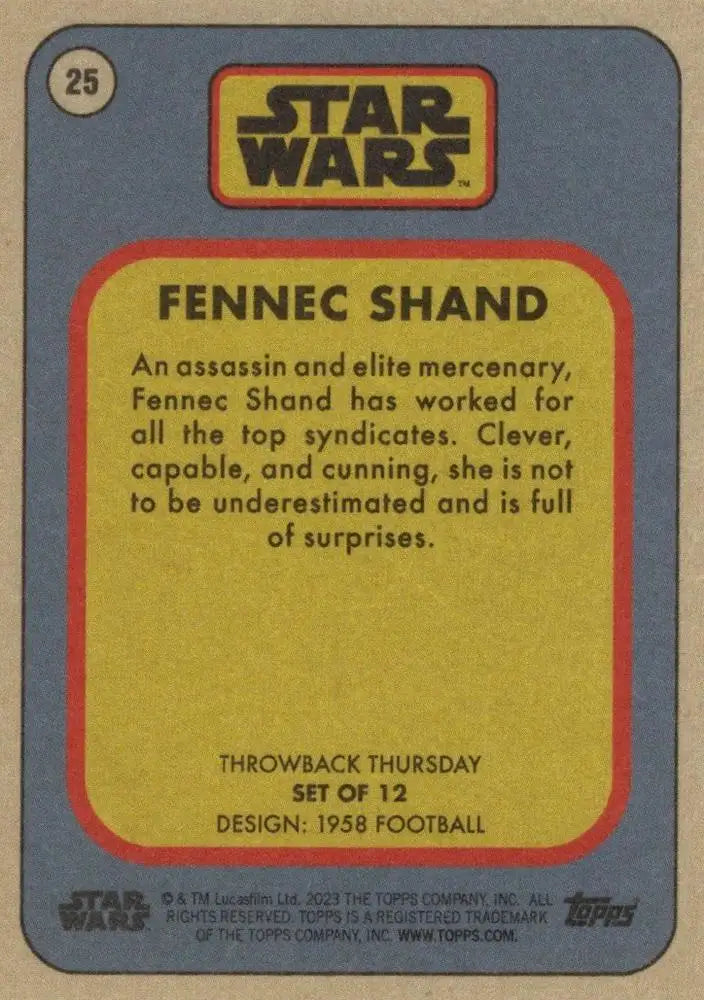 25
STAR
WARS™
FENNEC SHAND
An assassin and elite mercenary,
Fennec Shand has worked for
all the top syndicates. Clever,
capable, and cunning, she is not
to be underestimated and is full
of surprises.
THROWBACK THURSDAY
SET OF 12
DESIGN: 1958 FOOTBALL
STAR
WARS
© & TM Lucasfilm Ltd. 2023 THE TOPPS COMPANY, INC. ALL
RIGHTS RESERVED. TOPPS IS A REGISTERED TRADEMARK
OF THE TOPPS COMPANY, INC. WWW.TOPPS.COM.
topps